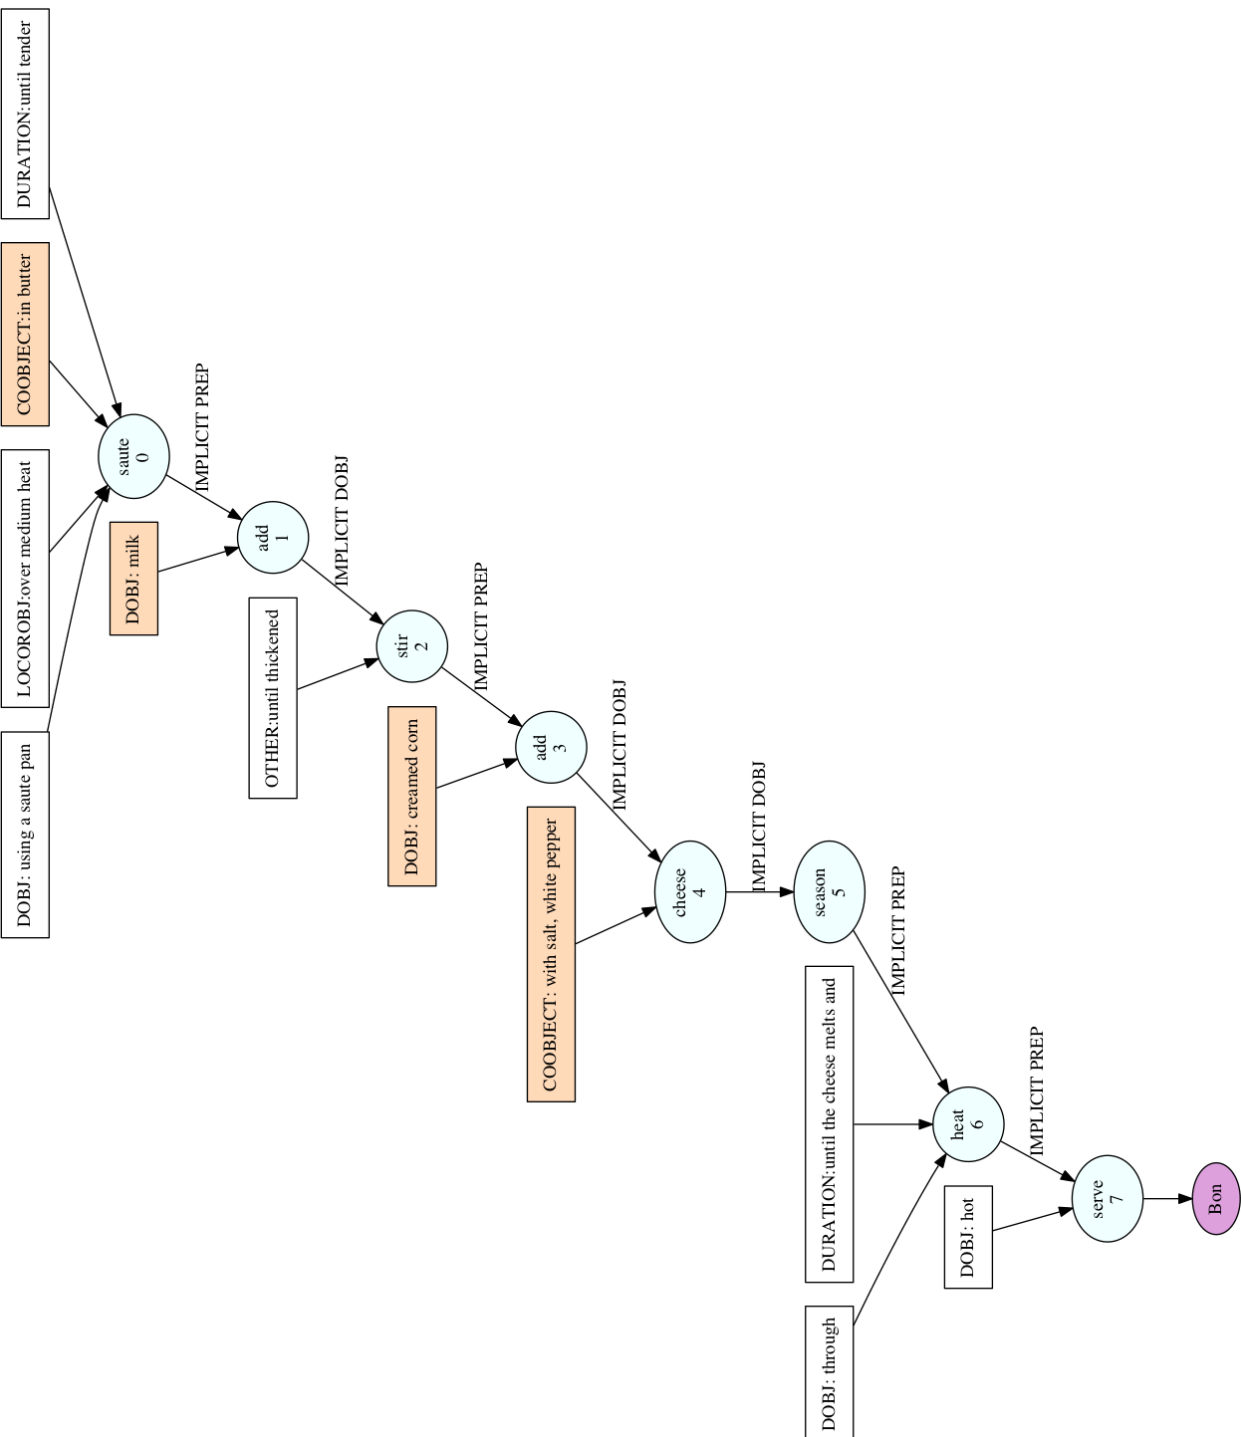 DURATION:until tender
COOBJECT:in butter
LOCOROBJ:over medium heat
DOBJ: using a saute pan
saute
0
IMPLICIT PREP
DOBJ: milk
add
1
IMPLICIT DOBJ
OTHER:until thickened
stir
2
IMPLICIT PREP
DOBJ: creamed corn
add
3
IMPLICIT DOBJ
COOBJECT: with salt, white pepper
cheese
4
IMPLICIT DOBJ
season
5
IMPLICIT PREP
DURATION:until the cheese melts and
DOBJ: through
heat
6
IMPLICIT PREP
DOBJ: hot
serve
7
Bon